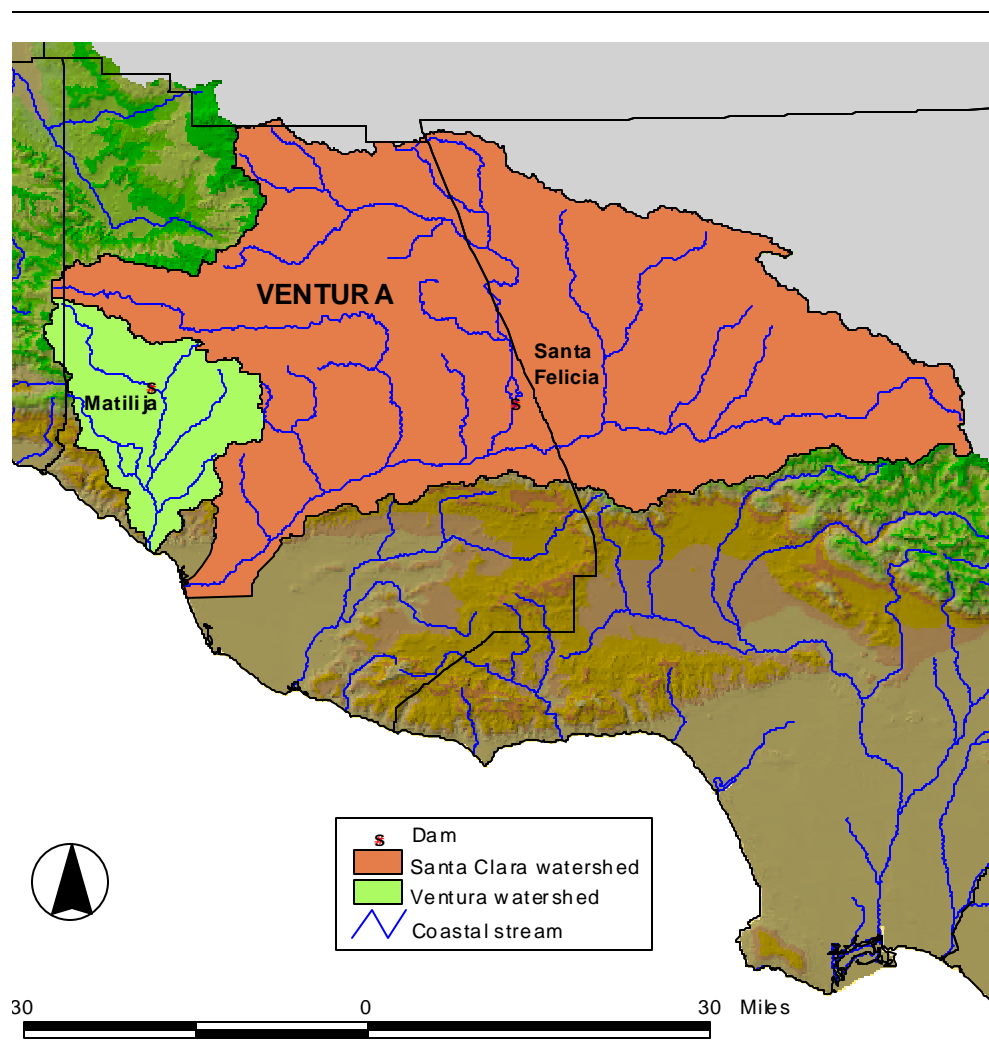 VENTURA
Santa
Felicia
s
s
Matilija
s Dam
Santa Clara watershed
Ventura watershed
Coastal stream
30 0 30 Miles